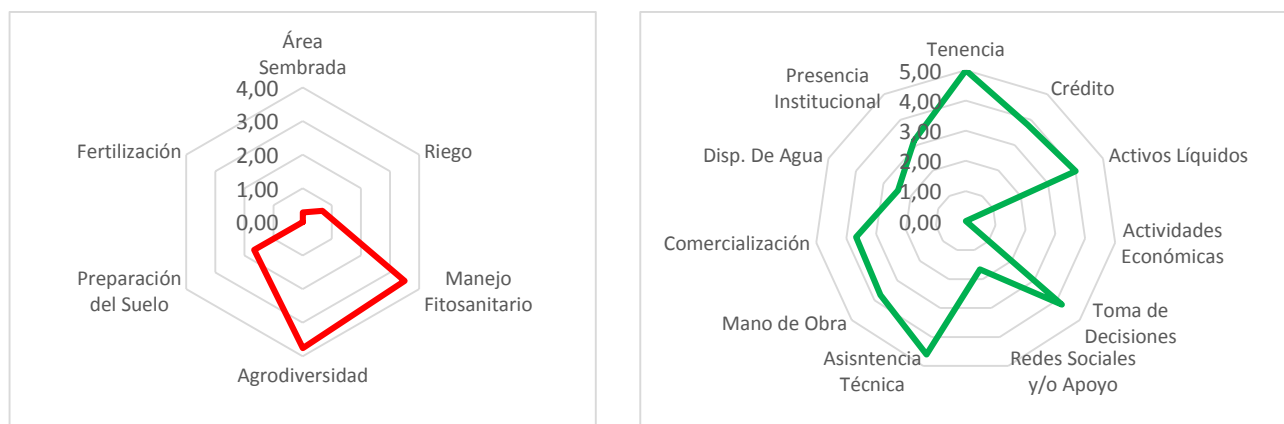 Área
Sembrada
4,00
3,00
2,00
1,00
0,00
Riego
Manejo
Fitosanitario
Agrodiversidad
Preparación
del Suelo
Fertilización
Tenencia
5,00
4,00
3,00
2,00
1,00
0,00
Crédito
Activos Líquidos
Actividades
Económicas
Toma de
Decisiones
Redes Sociales
y/o Apoyo
Asisntencia
Técnica
Mano de Obra
Comercialización
Disp. De Agua
Presencia
Institucional